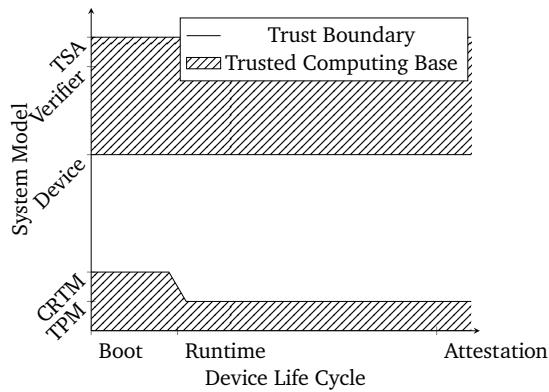 Trust Boundary
Trusted Computing Base
TSA
Verifier
Device
CRTM
TPM
System Model
Boot
Runtime
Attestation
Device Life Cycle